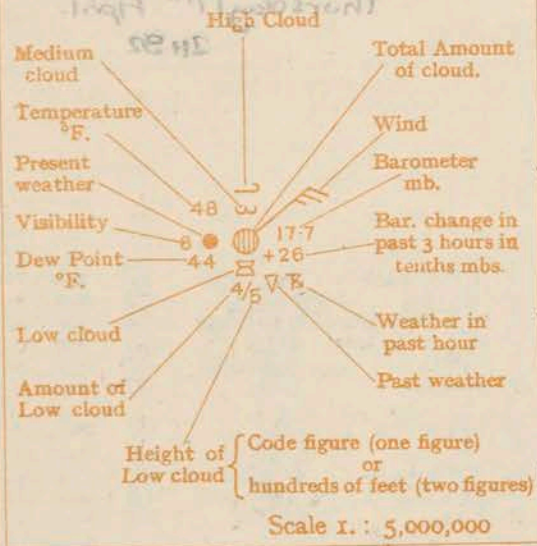 High Cloud
Medium
cloud
Total Amount
of cloud.
Temperature
°F.
Wind
Present
weather
Barometer
mb.
48
Visibility
6
17.7
Bar. change in
past 3 hours in
tenths mbs.
+26
Dew Point
°F.
44
4/5
Low cloud
Weather in
past hour
Amount of
Low cloud
Past weather
Height of
Low cloud
Code figure (one figure)
or
hundreds of feet (two figures)
Scale 1. : 5,000,000